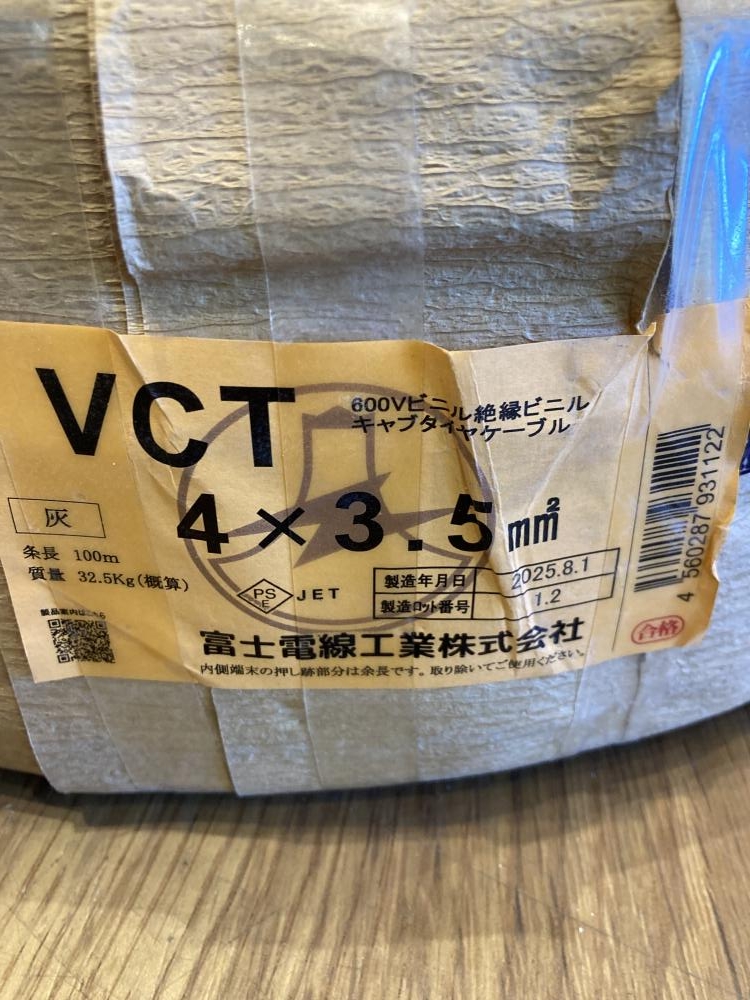 VCT
600Vビニル絶縁ビニル
キャブタイヤケーブル
4×3.5mm²
灰
条長 100m
質量 32.5Kg(概算)
PS
E
JET
製造年月日 2025.8.1
製造ロット番号 1.2
製品案内はこちら
富士電線工業株式会社
内側端末の押し跡部分は余長です。取り除いてご使用ください。
合格
4 560287 931122